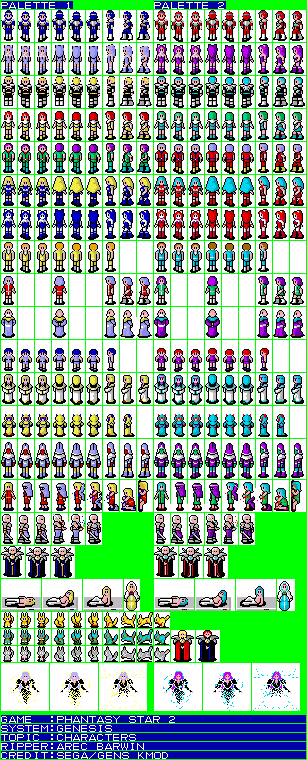 PALETTE 1
PALETTE 2
GAME :PHANTASY STAR 2
SYSTEM:GENESIS
TOPIC :CHARACTERS
RIPPER:AREC BARWIN
CREDIT:SEGA/GENS KMOD